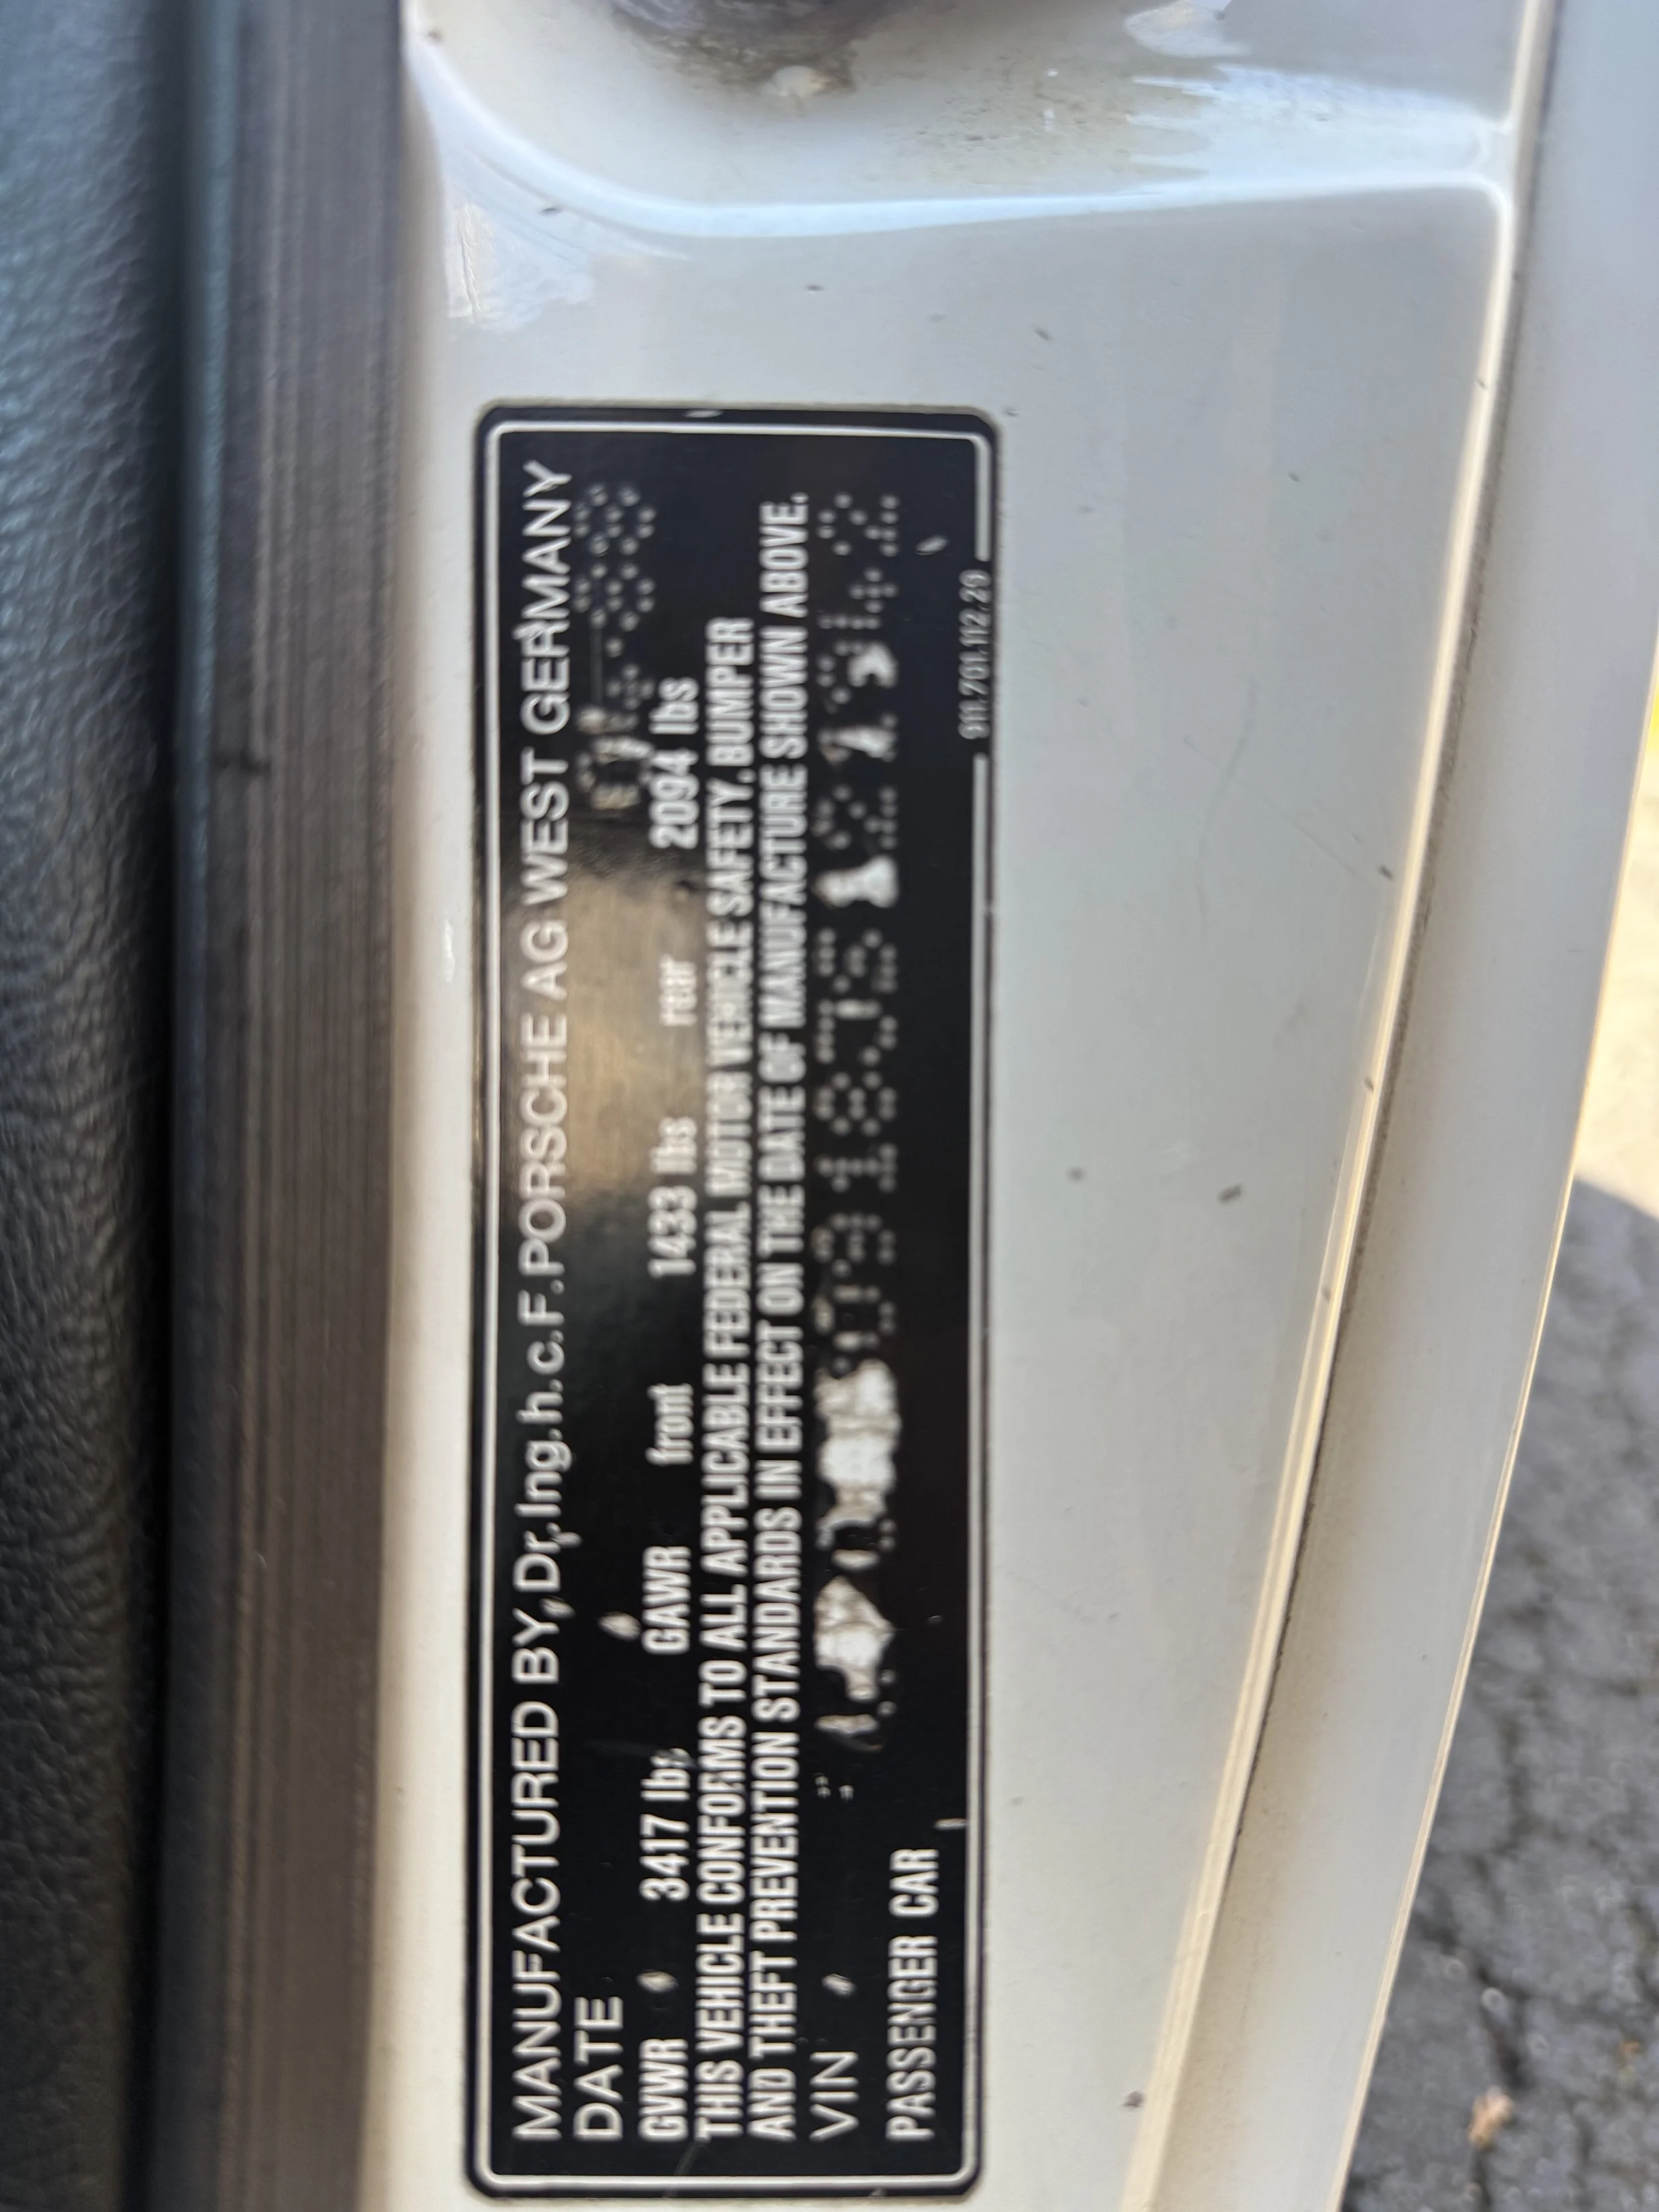 MANUFACTURED BY Dr.Ing.h.c.F.PORSCHE AG WEST GERMANY
DATE
GVWR 3417 lbs GAWR front 1433 lbs rear 2094 lbs
THIS VEHICLE CONFORMS TO ALL APPLICABLE FEDERAL MOTOR VEHICLE SAFETY, BUMPER
AND THEFT PREVENTION STANDARDS IN EFFECT ON THE DATE OF MANUFACTURE SHOWN ABOVE.
VIN
PASSENGER CAR
911.701.112.29